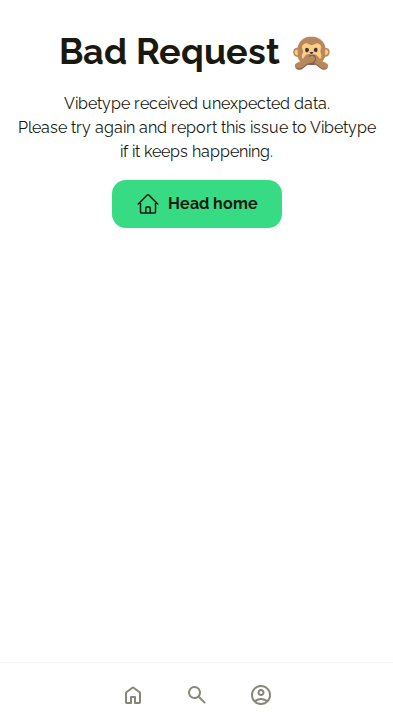 Bad Request 🙊
Vibetype received unexpected data.
Please try again and report this issue to Vibetype
if it keeps happening.
Head home